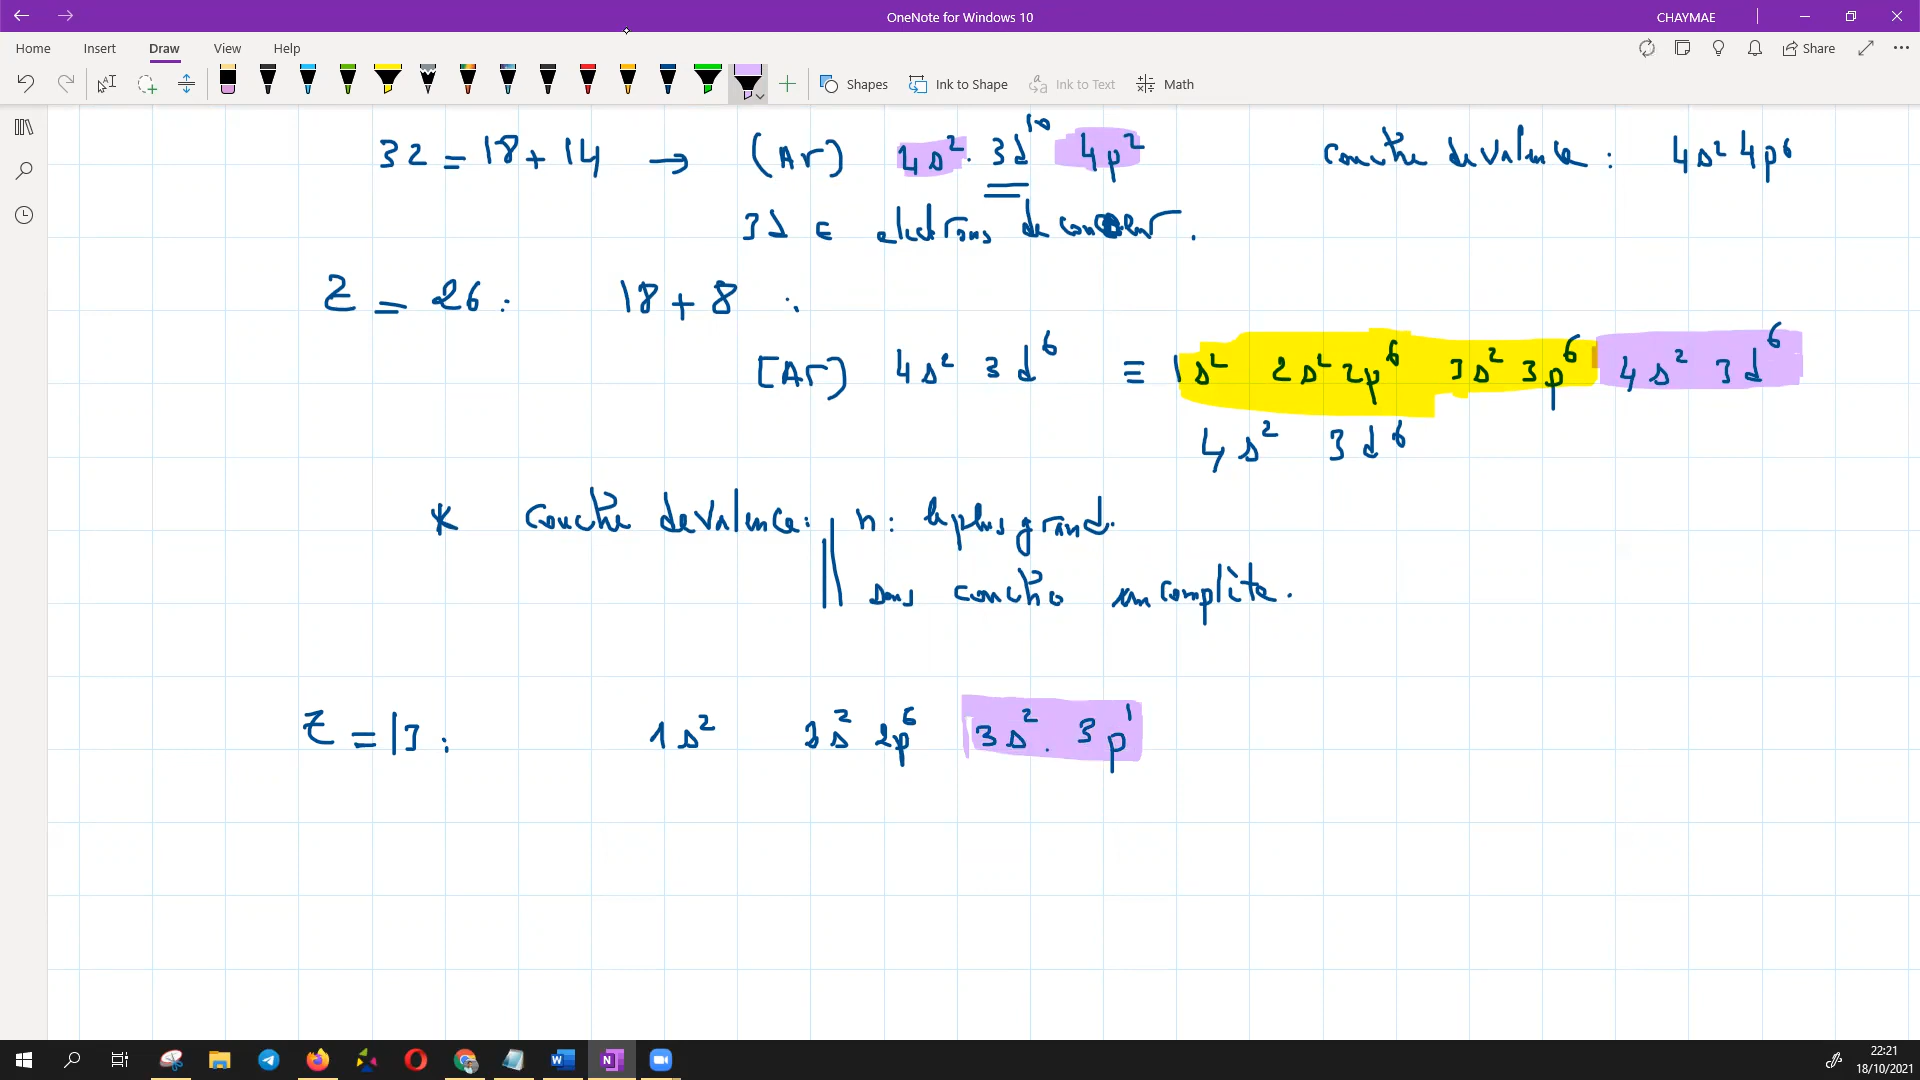 OneNote for Windows 10
CHAYMAE
Home Insert Draw View Help
Share
Shapes Ink to Shape Ink to Text Math
32 = 18 + 14 → (Ar) 4s² . 3d¹⁰ 4p² couche de valence : 4s² 4p⁶
3d ∈ electrons de coeur .
Z = 26 : 18 + 8 :
[Ar) 4s² 3d⁶ ≡ 1s² 2s² 2p⁶ 3s² 3p⁶ 4s² 3d⁶
4s² 3d⁶
* Couche de valence : n : le plus grand.
sous couche incomplète .
Z = 13 : 1s² 2s² 2p⁶ 3s² . 3p¹
22:21
18/10/2021